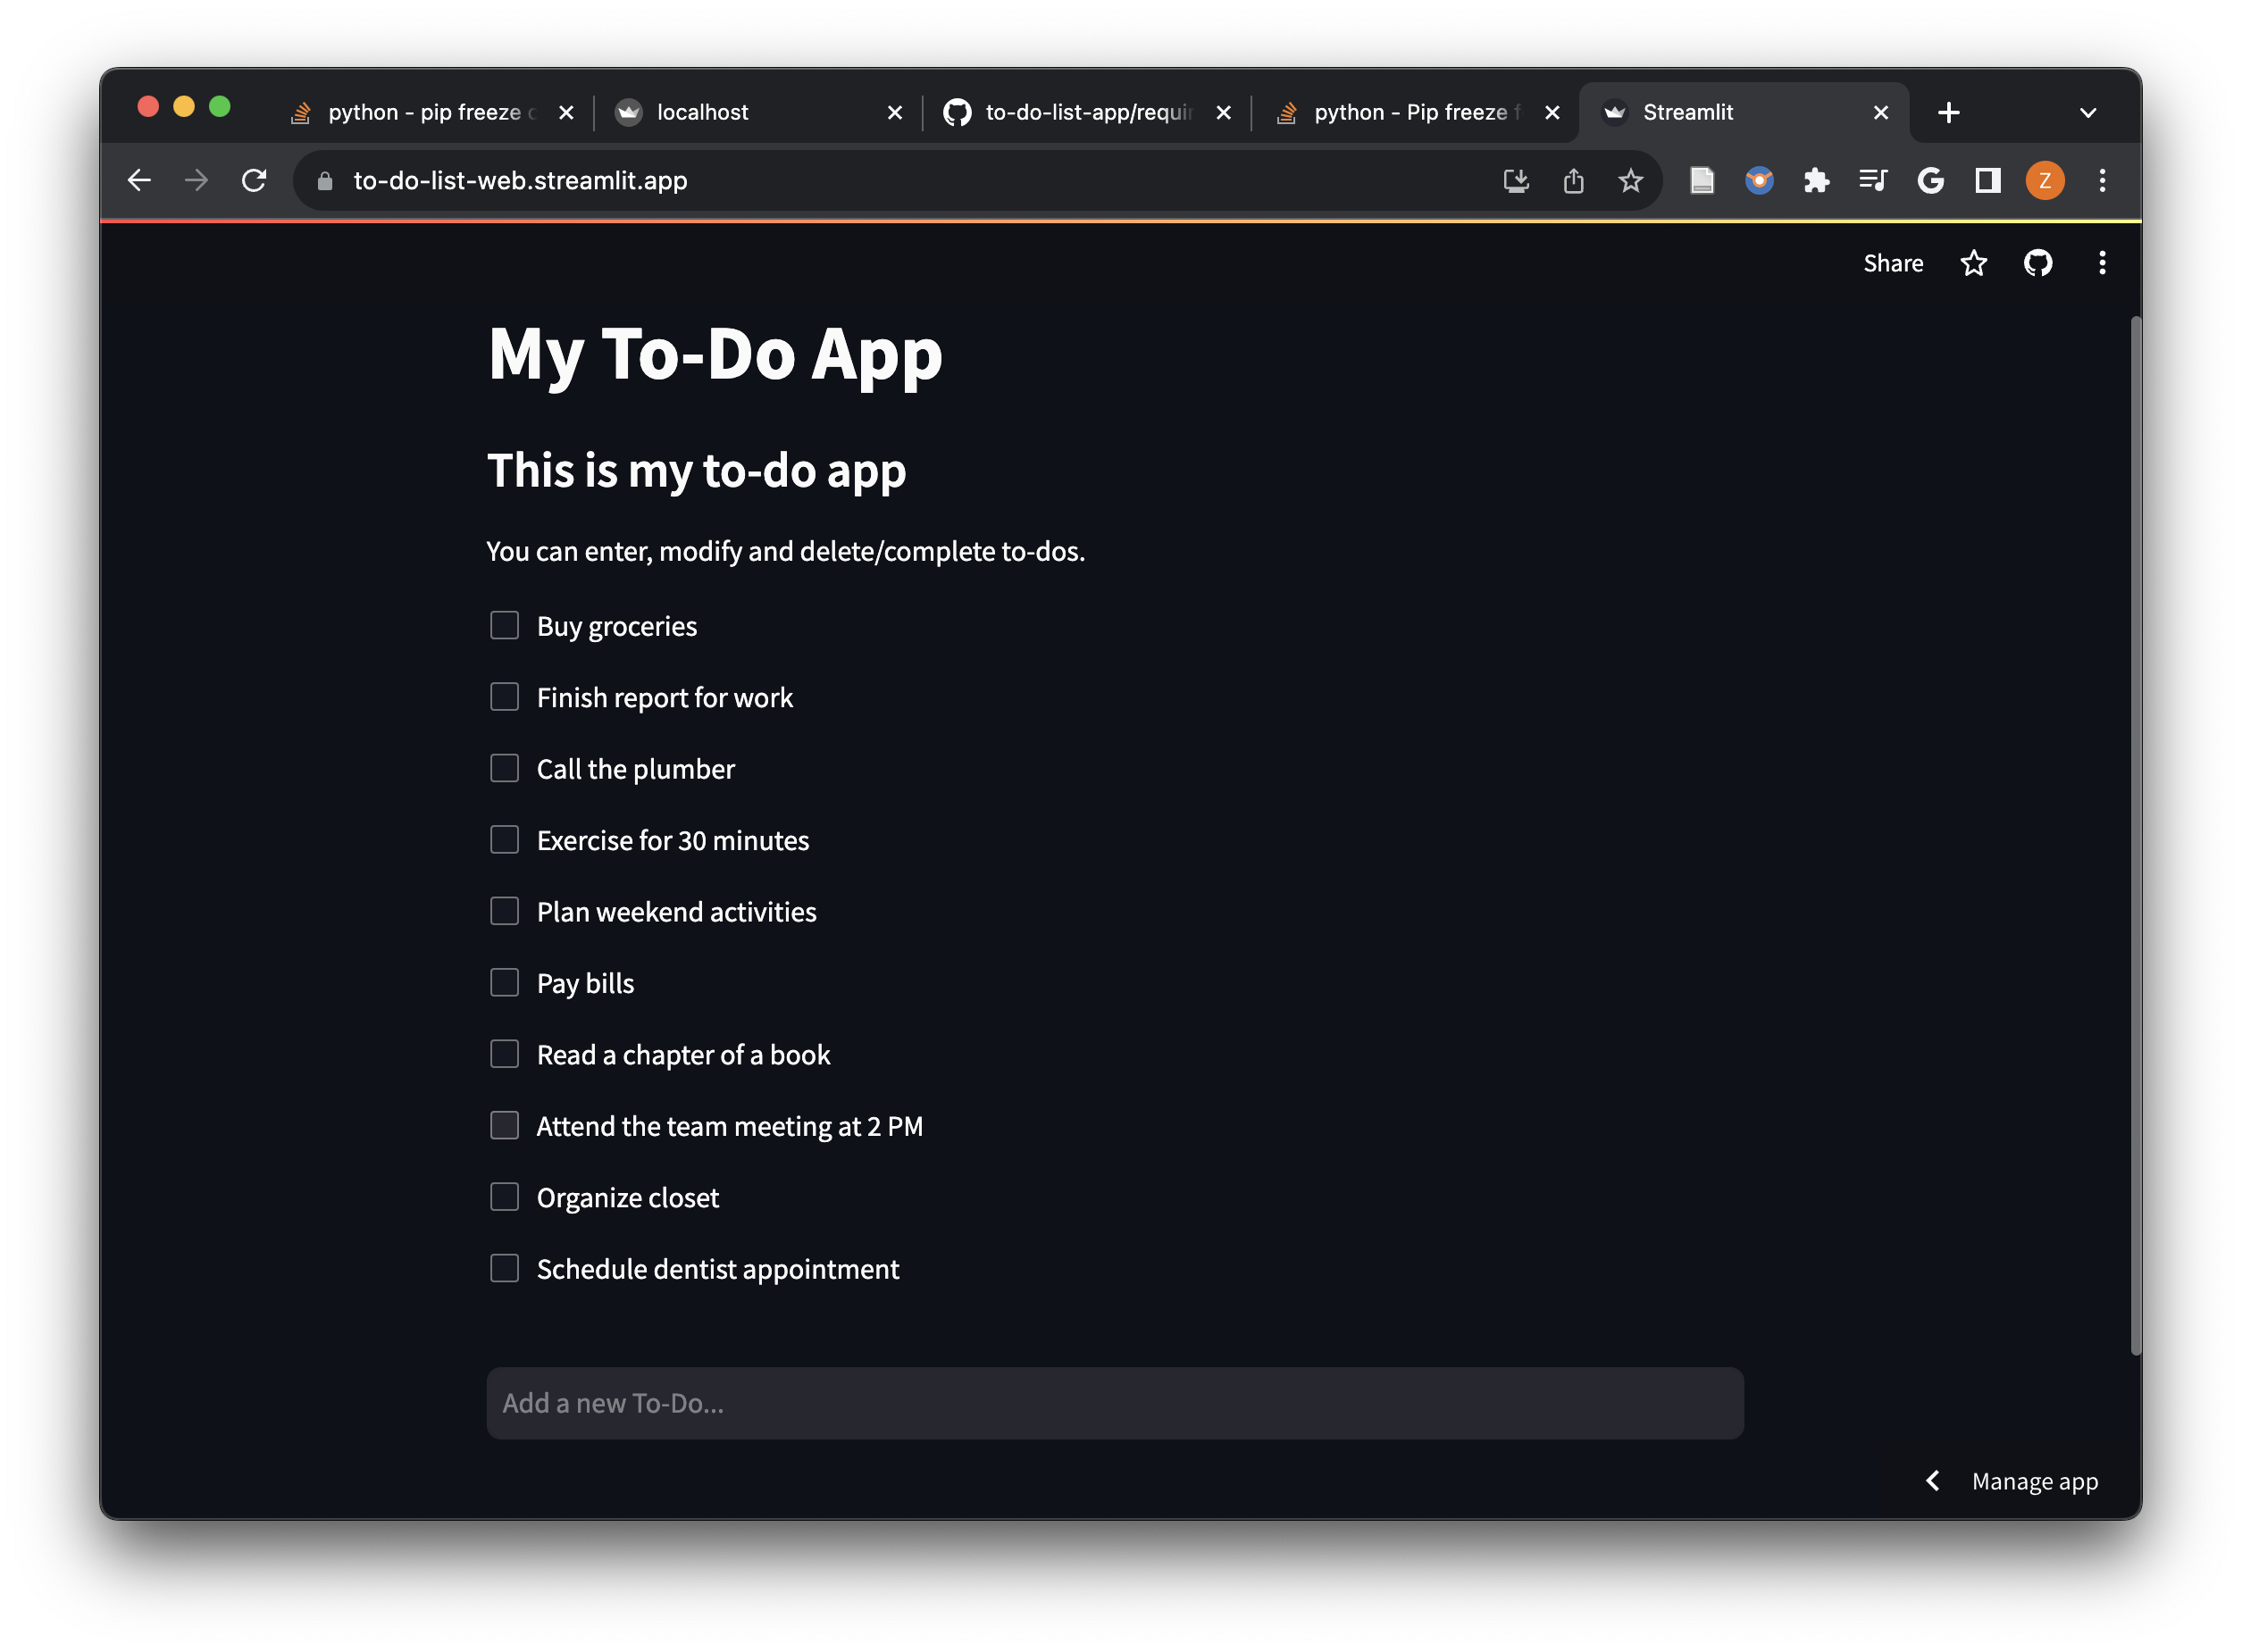 python - pip freeze
localhost
to-do-list-app/requir
python - Pip freeze f
Streamlit
to-do-list-web.streamlit.app
Z
Share
My To-Do App
This is my to-do app
You can enter, modify and delete/complete to-dos.
Buy groceries
Finish report for work
Call the plumber
Exercise for 30 minutes
Plan weekend activities
Pay bills
Read a chapter of a book
Attend the team meeting at 2 PM
Organize closet
Schedule dentist appointment
Add a new To-Do...
Manage app